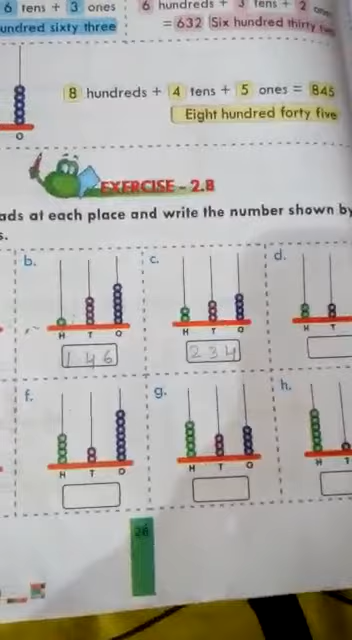 6 tens + 3 ones
undred sixty three
6 hundreds + 3 tens + 2 ones
= 632 Six hundred thirty
O
8 hundreds + 4 tens + 5 ones = 845
Eight hundred forty five
EXERCISE - 2.8
ads at each place and write the number shown by
s.
b. c. d.
H T O H T O H T
146 234
f. g. h.
H T O H T O H T
28